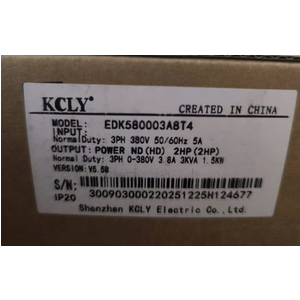 KCLY®
CREATED IN CHINA
MODEL: EDK580003A8T4
INPUT:
Normal Duty: 3PH 380V 50/60Hz 5A
OUTPUT: POWER ND(HD) 2HP(2HP)
Normal Duty: 3PH 0-380V 3.8A 3KVA 1.5KW
VERSION: V6.58
S/N:
IP20 300903000220251225H124677
Shenzhen KCLY Electric Co.,Ltd.